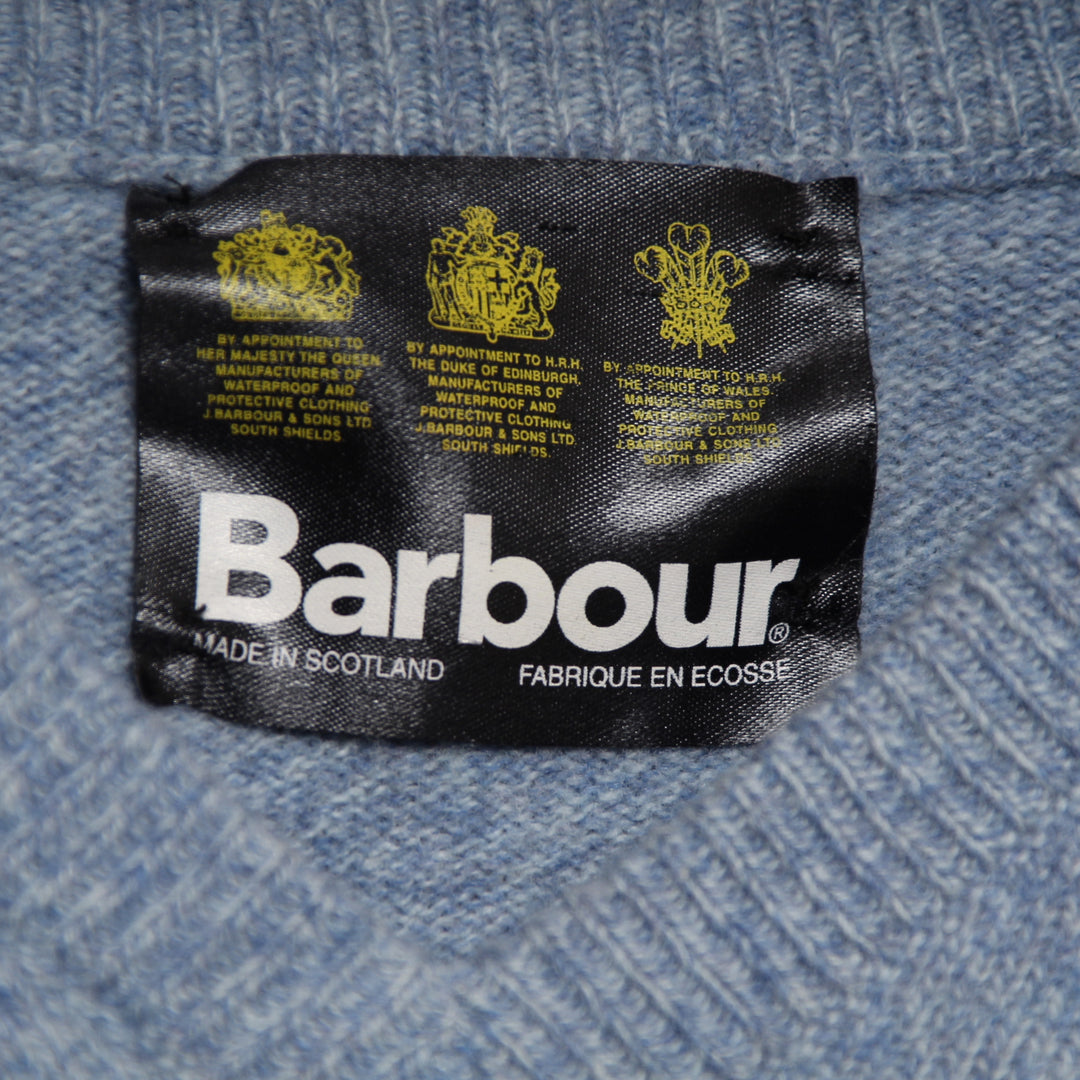 BY APPOINTMENT TO
HER MAJESTY THE QUEEN
MANUFACTURERS OF
WATERPROOF AND
PROTECTIVE CLOTHING
J.BARBOUR & SONS LTD
SOUTH SHIELDS
BY APPOINTMENT TO H.R.H.
THE DUKE OF EDINBURGH,
MANUFACTURERS OF
WATERPROOF AND
PROTECTIVE CLOTHING
J.BARBOUR & SONS LTD.
SOUTH SHIELDS.
BY APPOINTMENT TO H.R.H.
THE PRINCE OF WALES.
MANUFACTURERS OF
WATERPROOF AND
PROTECTIVE CLOTHING
J.BARBOUR & SONS LTD.
SOUTH SHIELDS.
Barbour®
MADE IN SCOTLAND
FABRIQUE EN ECOSSE